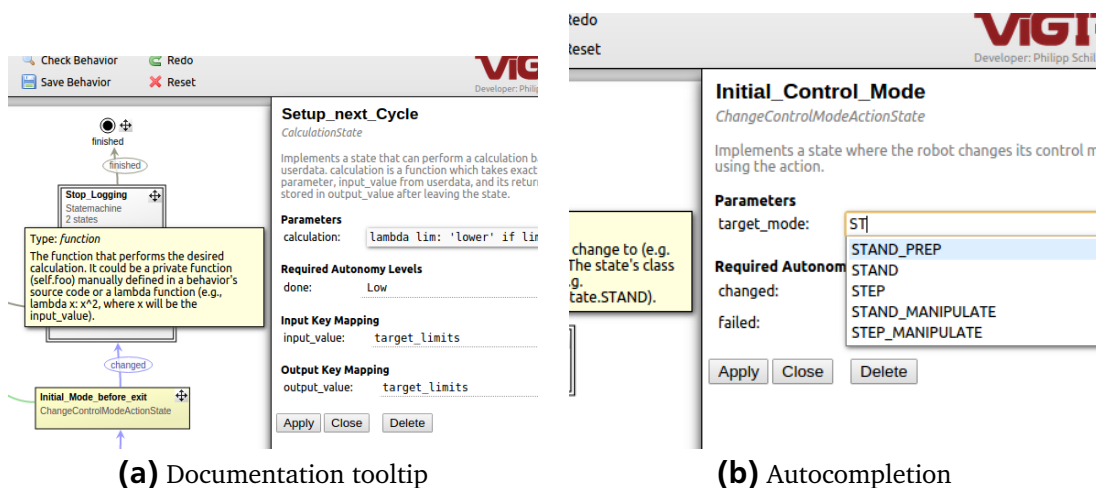 Check Behavior
Redo
Save Behavior
Reset
ViG
Developer:
finished
finished
Stop_Logging
Statemachine
2 states
Type: function
The function that performs the desired
calculation. It could be a private function
(self.foo) manually defined in a behavior's
source code or a lambda function (e.g.,
lambda x: x^2, where x will be the
input_value).
changed
Initial_Mode_before_exit
ChangeControlModeActionState
Setup_next_Cycle
CalculationState
Implements a state that can perform a calculation b
userdata. calculation is a function which takes exact
parameter, input_value from userdata, and its retur
stored in output_value after leaving the state.
Parameters
calculation: lambda lim: 'lower' if lim
Required Autonomy Levels
done: Low
Input Key Mapping
input_value: target_limits
Output Key Mapping
output_value: target_limits
Apply Close Delete
(a) Documentation tooltip
Redo
Reset
ViGI
Developer: Philipp Schil
change to (e.g.
The state's class
.g.
tate.STAND).
Initial_Control_Mode
ChangeControlModeActionState
Implements a state where the robot changes its control m
using the action.
Parameters
target_mode: ST
STAND_PREP
STAND
STEP
STAND_MANIPULATE
STEP_MANIPULATE
Required Autonom
changed:
failed:
Apply Close Delete
(b) Autocompletion